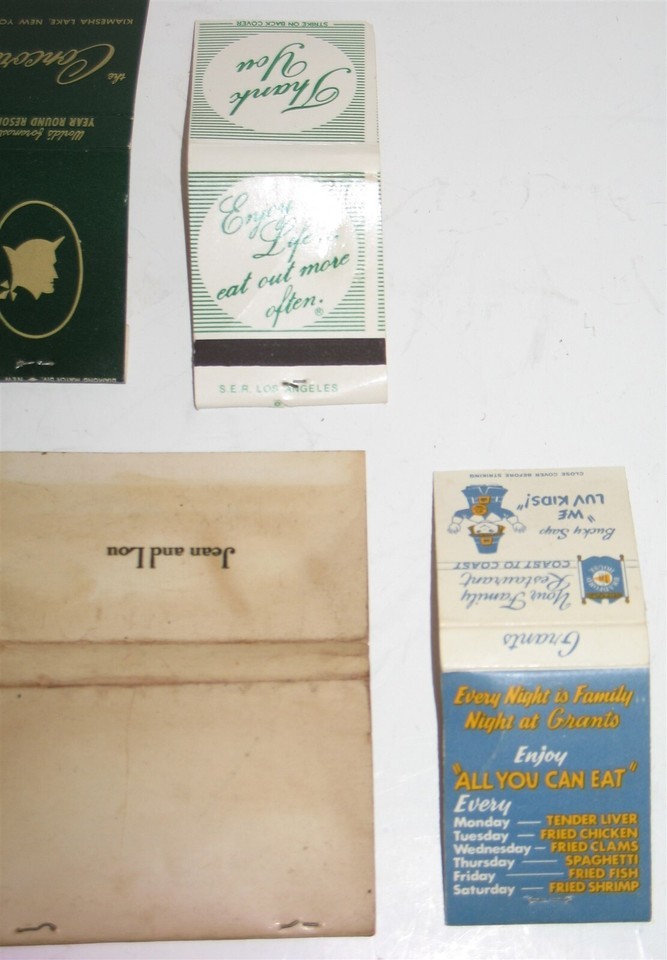 KIAMESHA LAKE, NEW YO
the Concor
YEAR ROUND RESOR
World's
STRIKE ON BACK COVER
Thank
You
Enjoy
Life...
eat out more
often.®
S.E.R. LOS ANGELES
Jean and Lou
CLOSE COVER BEFORE STRIKING
Bucky Says
"WE
LUV KIDS!"
Your Family
Restaurant
COAST TO COAST
Grants
Every Night is Family
Night at Grants
Enjoy
"ALL YOU CAN EAT"
Every
Monday — TENDER LIVER
Tuesday — FRIED CHICKEN
Wednesday — FRIED CLAMS
Thursday — SPAGHETTI
Friday — FRIED FISH
Saturday — FRIED SHRIMP